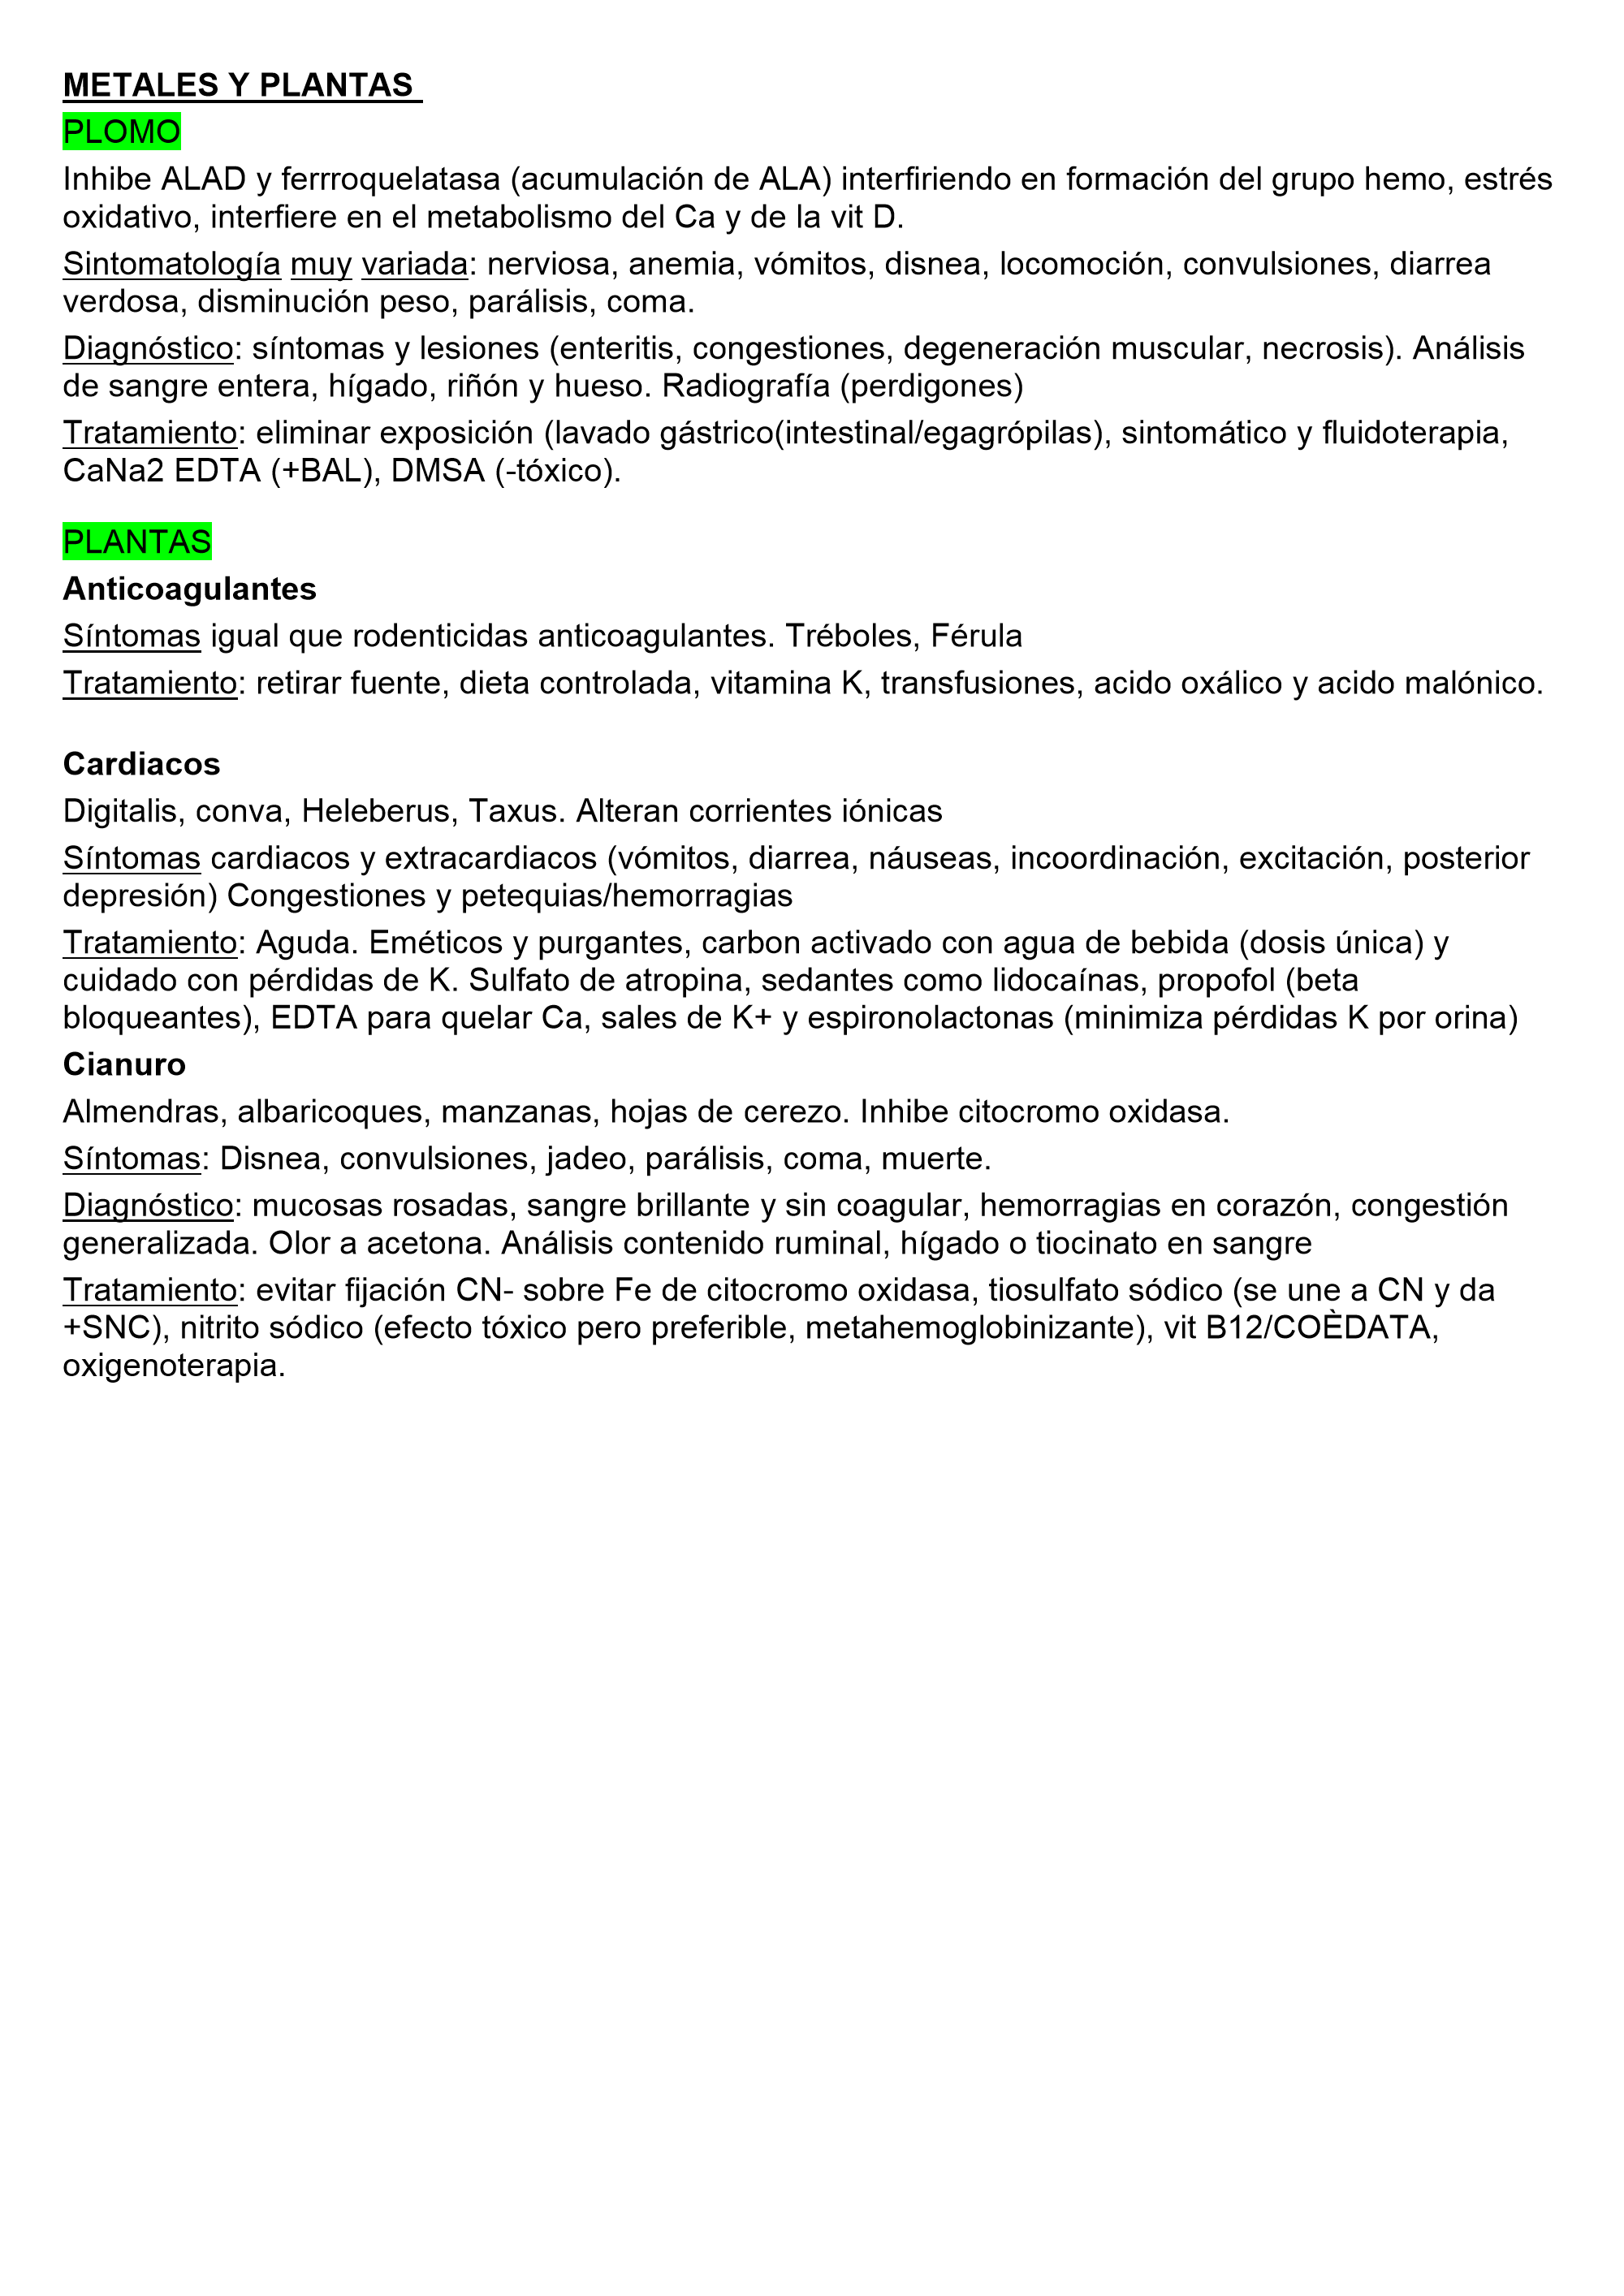 METALES Y PLANTAS
PLOMO
Inhibe ALAD y ferrroquelatasa (acumulación de ALA) interfiriendo en formación del grupo hemo, estrés
oxidativo, interfiere en el metabolismo del Ca y de la vit D.
Sintomatología muy variada: nerviosa, anemia, vómitos, disnea, locomoción, convulsiones, diarrea
verdosa, disminución peso, parálisis, coma.
Diagnóstico: síntomas y lesiones (enteritis, congestiones, degeneración muscular, necrosis). Análisis
de sangre entera, hígado, riñón y hueso. Radiografía (perdigones)
Tratamiento: eliminar exposición (lavado gástrico(intestinal/egagrópilas), sintomático y fluidoterapia,
CaNa2 EDTA (+BAL), DMSA (-tóxico).
PLANTAS
Anticoagulantes
Síntomas igual que rodenticidas anticoagulantes. Tréboles, Férula
Tratamiento: retirar fuente, dieta controlada, vitamina K, transfusiones, acido oxálico y acido malónico.
Cardiacos
Digitalis, conva, Heleberus, Taxus. Alteran corrientes iónicas
Síntomas cardiacos y extracardiacos (vómitos, diarrea, náuseas, incoordinación, excitación, posterior
depresión) Congestiones y petequias/hemorragias
Tratamiento: Aguda. Eméticos y purgantes, carbon activado con agua de bebida (dosis única) y
cuidado con pérdidas de K. Sulfato de atropina, sedantes como lidocaínas, propofol (beta
bloqueantes), EDTA para quelar Ca, sales de K+ y espironolactonas (minimiza pérdidas K por orina)
Cianuro
Almendras, albaricoques, manzanas, hojas de cerezo. Inhibe citocromo oxidasa.
Síntomas: Disnea, convulsiones, jadeo, parálisis, coma, muerte.
Diagnóstico: mucosas rosadas, sangre brillante y sin coagular, hemorragias en corazón, congestión
generalizada. Olor a acetona. Análisis contenido ruminal, hígado o tiocinato en sangre
Tratamiento: evitar fijación CN- sobre Fe de citocromo oxidasa, tiosulfato sódico (se une a CN y da
+SNC), nitrito sódico (efecto tóxico pero preferible, metahemoglobinizante), vit B12/COÈDATA,
oxigenoterapia.